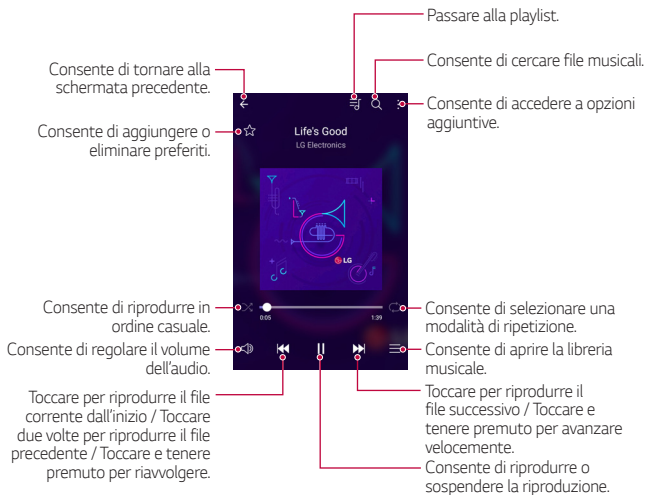 Passare alla playlist.
Consente di cercare file musicali.
Consente di accedere a opzioni
aggiuntive.
Consente di tornare alla
schermata precedente.
Consente di aggiungere o
eliminare preferiti.
Life's Good
LG Electronics
LG
0:05
1:39
Consente di riprodurre in
ordine casuale.
Consente di regolare il volume
dell'audio.
Toccare per riprodurre il file
corrente dall'inizio / Toccare
due volte per riprodurre il file
precedente / Toccare e tenere
premuto per riavvolgere.
Consente di selezionare una
modalità di ripetizione.
Consente di aprire la libreria
musicale.
Toccare per riprodurre il
file successivo / Toccare e
tenere premuto per avanzare
velocemente.
Consente di riprodurre o
sospendere la riproduzione.